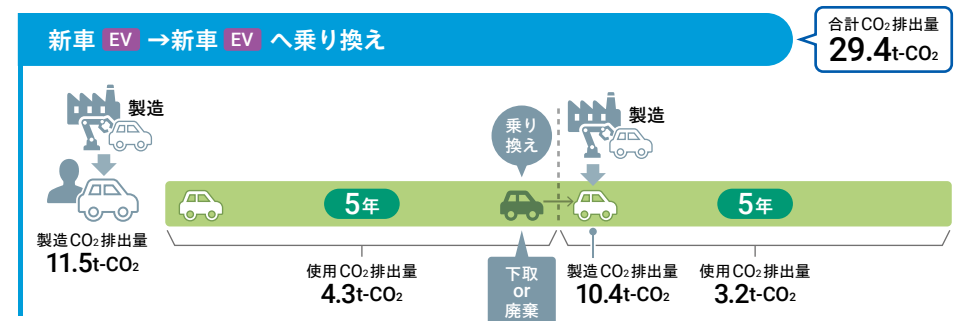 新車 EV →新車 EV へ乗り換え
合計CO₂排出量
29.4t-CO₂
製造
乗り
換え
製造
5年
5年
製造CO₂排出量
11.5t-CO₂
使用CO₂排出量
4.3t-CO₂
下取
or
廃棄
製造CO₂排出量
10.4t-CO₂
使用CO₂排出量
3.2t-CO₂